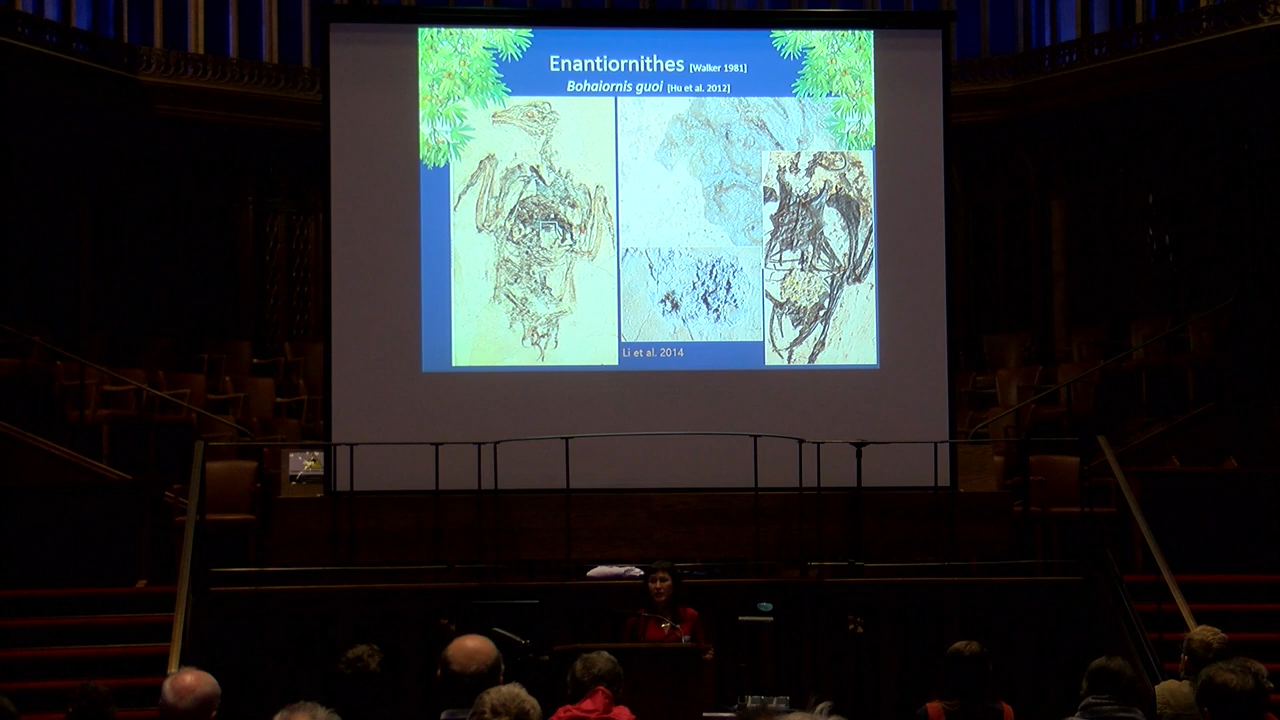 Enantiornithes [Walker 1981]
Bohaiornis guoi [Hu et al. 2012]
Li et al. 2014